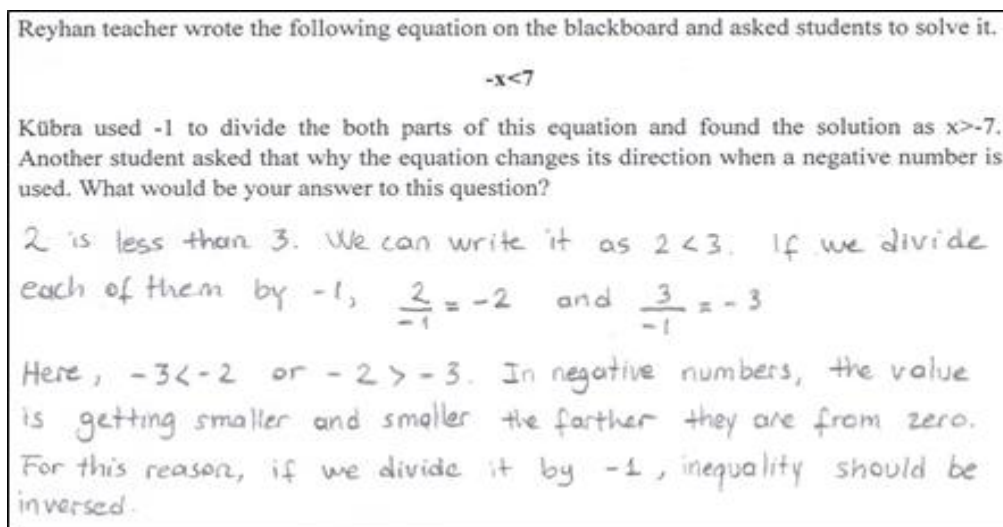 Reyhan teacher wrote the following equation on the blackboard and asked students to solve it.
-x<7
Kübra used -1 to divide the both parts of this equation and found the solution as x>-7.
Another student asked that why the equation changes its direction when a negative number is
used. What would be your answer to this question?
2 is less than 3. We can write it as 2<3. If we divide
each of them by -1, 2/-1 = -2 and 3/-1 = -3
Here, -3<-2 or -2>-3. In negative numbers, the value
is getting smaller and smaller the farther they are from zero.
For this reason, if we divide it by -1, inequality should be
inversed.